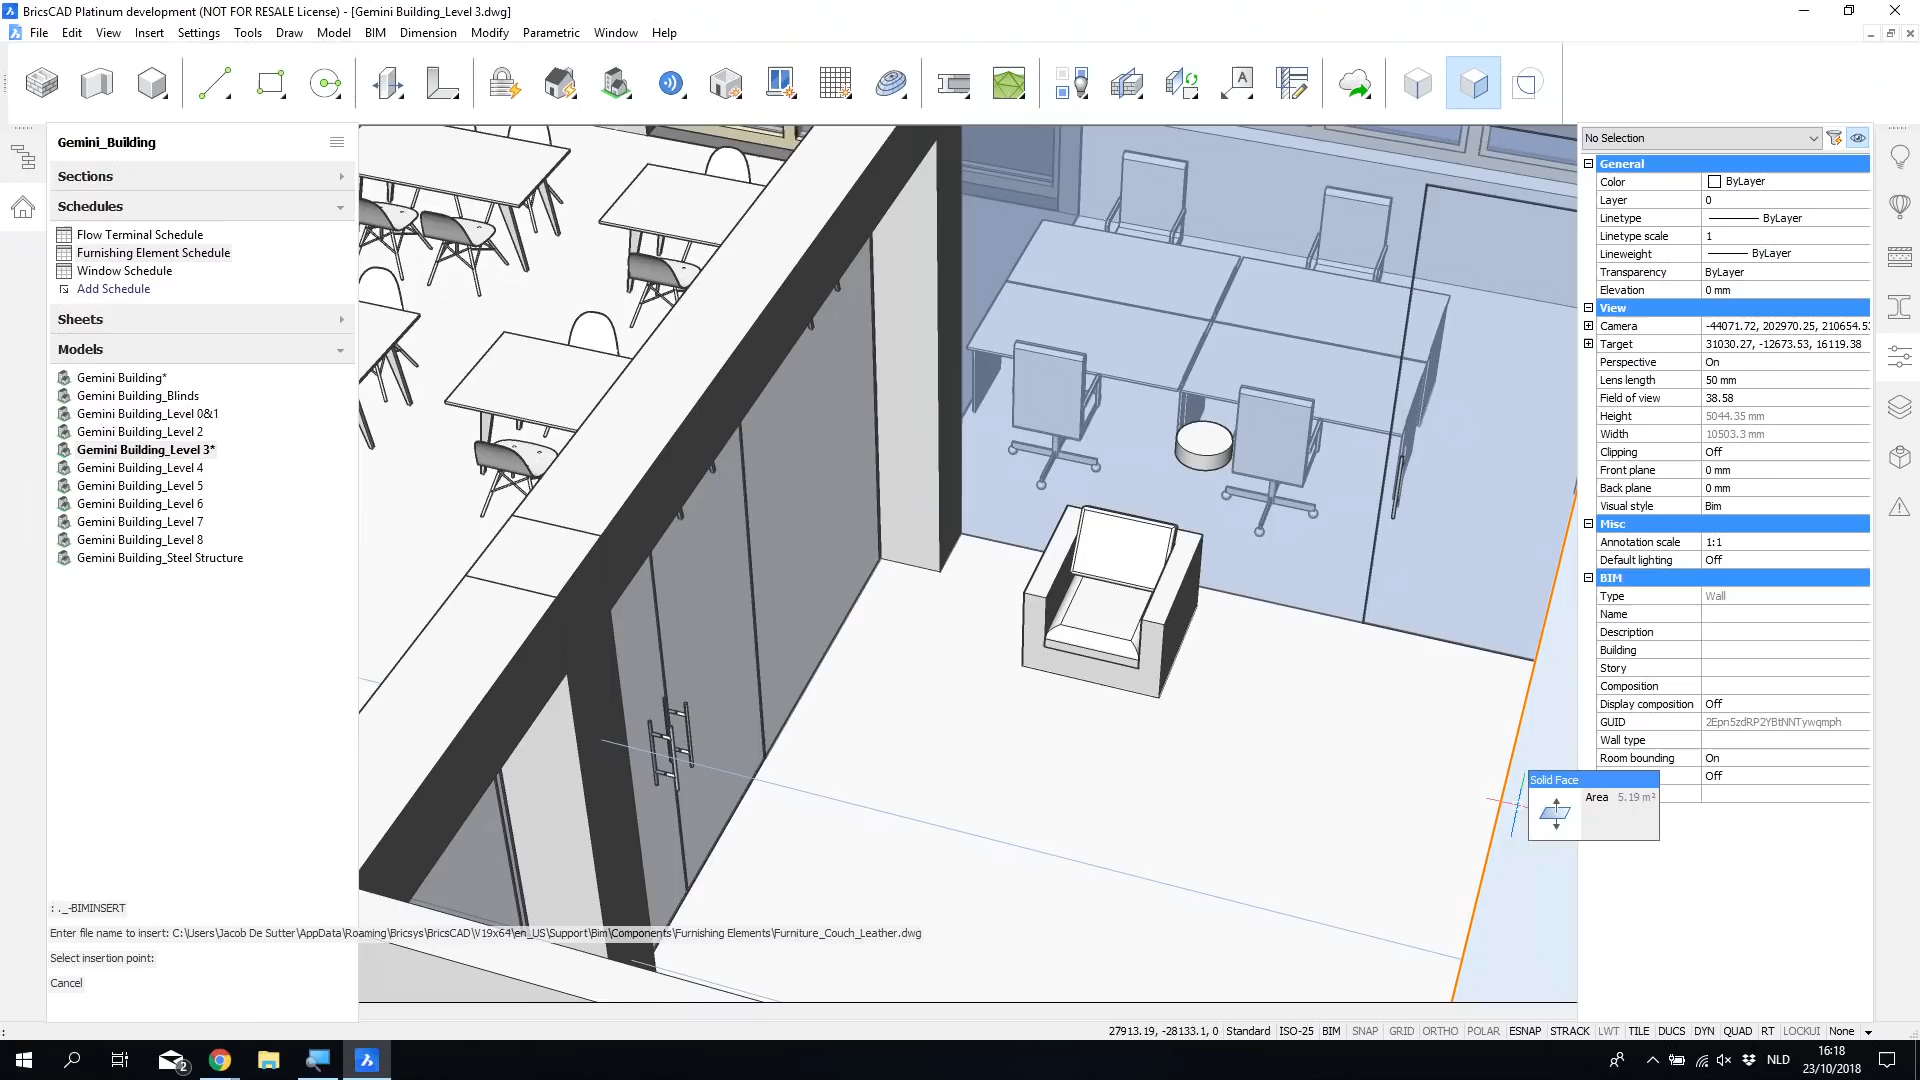 BricsCAD Platinum development (NOT FOR RESALE License) - [Gemini Building_Level 3.dwg]
File Edit View Insert Settings Tools Draw Model BIM Dimension Modify Parametric Window Help
A
Gemini_Building
Sections
Schedules
Flow Terminal Schedule
Furnishing Element Schedule
Window Schedule
Add Schedule
Sheets
Models
Gemini Building*
Gemini Building_Blinds
Gemini Building_Level 0&1
Gemini Building_Level 2
Gemini Building_Level 3*
Gemini Building_Level 4
Gemini Building_Level 5
Gemini Building_Level 6
Gemini Building_Level 7
Gemini Building_Level 8
Gemini Building_Steel Structure
: ._-BIMINSERT
Enter file name to insert: C:\Users\Jacob De Sutter\AppData\Roaming\Bricsys\BricsCAD\V19x64\en_US\Support\Bim\Components\Furnishing Elements\Furniture_Couch_Leather.dwg
Select insertion point:
Cancel
:
No Selection
General
Color ByLayer
Layer 0
Linetype ByLayer
Linetype scale 1
Lineweight ByLayer
Transparency ByLayer
Elevation 0 mm
View
Camera -44071.72, 202970.25, 210654.5
Target 31030.27, -12673.53, 16119.38
Perspective On
Lens length 50 mm
Field of view 38.58
Height 5044.35 mm
Width 10503.3 mm
Clipping Off
Front plane 0 mm
Back plane 0 mm
Visual style Bim
Misc
Annotation scale 1:1
Default lighting Off
BIM
Type Wall
Name
Description
Building
Story
Composition
Display composition Off
GUID 2Epn5zdRP2YBtNNTywqmph
Wall type
Room bounding On
Off
Solid Face
Area 5.19 m²
27913.19, -28133.1, 0 Standard ISO-25 BIM SNAP GRID ORTHO POLAR ESNAP STRACK LWT TILE DUCS DYN QUAD RT LOCKUI None
2
NLD
16:18
23/10/2018